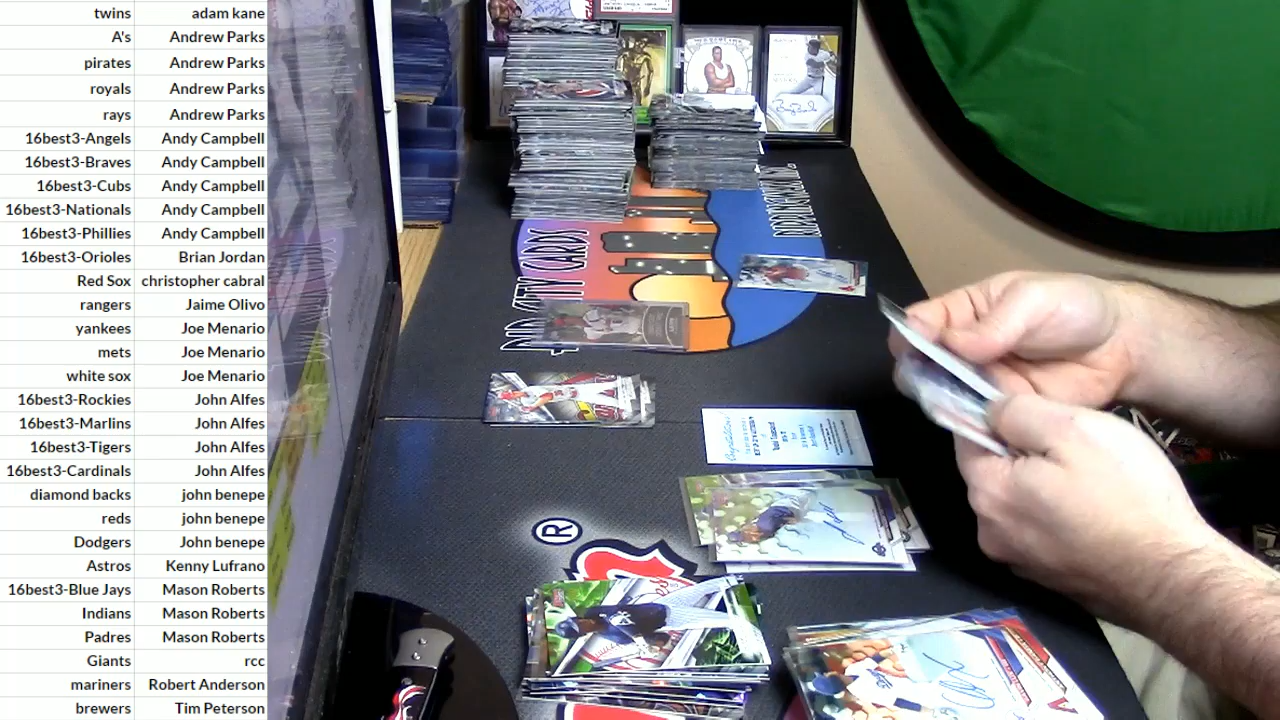 twins adam kane
A's Andrew Parks
pirates Andrew Parks
royals Andrew Parks
rays Andrew Parks
16best3-Angels Andy Campbell
16best3-Braves Andy Campbell
16best3-Cubs Andy Campbell
16best3-Nationals Andy Campbell
16best3-Phillies Andy Campbell
16best3-Orioles Brian Jordan
Red Sox christopher cabral
rangers Jaime Olivo
yankees Joe Menario
mets Joe Menario
white sox Joe Menario
16best3-Rockies John Alfes
16best3-Marlins John Alfes
16best3-Tigers John Alfes
16best3-Cardinals John Alfes
diamond backs john benepe
reds john benepe
Dodgers John benepe
Astros Kenny Lufrano
16best3-Blue Jays Mason Roberts
Indians Mason Roberts
Padres Mason Roberts
Giants rcc
mariners Robert Anderson
brewers Tim Peterson
CITY CARDS
®